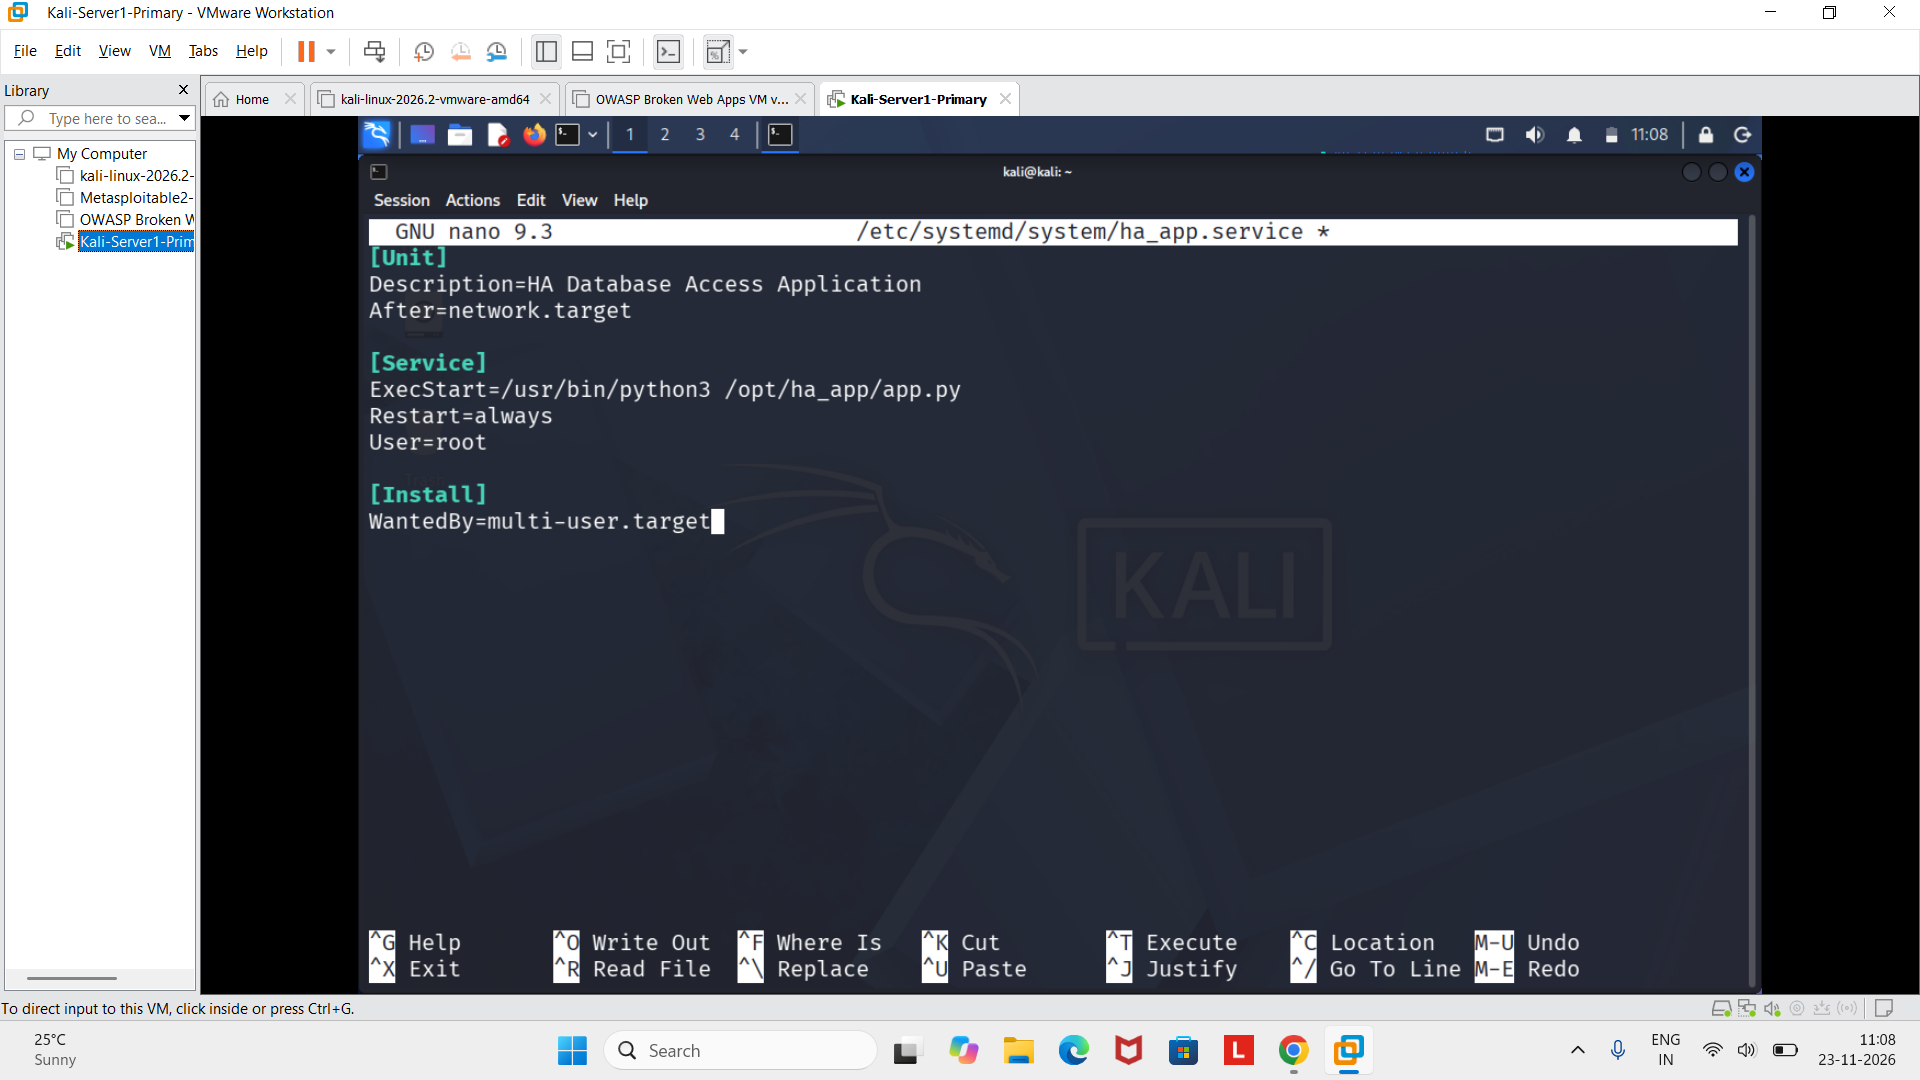 Kali-Server1-Primary - VMware Workstation
File Edit View VM Tabs Help
Library
Type here to sea...
My Computer
kali-linux-2026.2-
Metasploitable2-
OWASP Broken W
Kali-Server1-Prim
Home
kali-linux-2026.2-vmware-amd64
OWASP Broken Web Apps VM v...
Kali-Server1-Primary
1 2 3 4
11:08
kali@kali: ~
Session Actions Edit View Help
GNU nano 9.3 /etc/systemd/system/ha_app.service *
[Unit]
Description=HA Database Access Application
After=network.target
[Service]
ExecStart=/usr/bin/python3 /opt/ha_app/app.py
Restart=always
User=root
[Install]
WantedBy=multi-user.target
KALI
^G Help ^O Write Out ^F Where Is ^K Cut ^T Execute ^C Location M-U Undo
^X Exit ^R Read File ^\ Replace ^U Paste ^J Justify ^/ Go To Line M-E Redo
To direct input to this VM, click inside or press Ctrl+G.
25°C
Sunny
Search
L
ENG
IN
11:08
23-11-2026